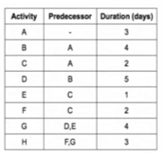 Activity Predecessor Duration (days)
A - 3
B A 4
C A 2
D B 5
E C 1
F C 2
G D,E 4
H F,G 3